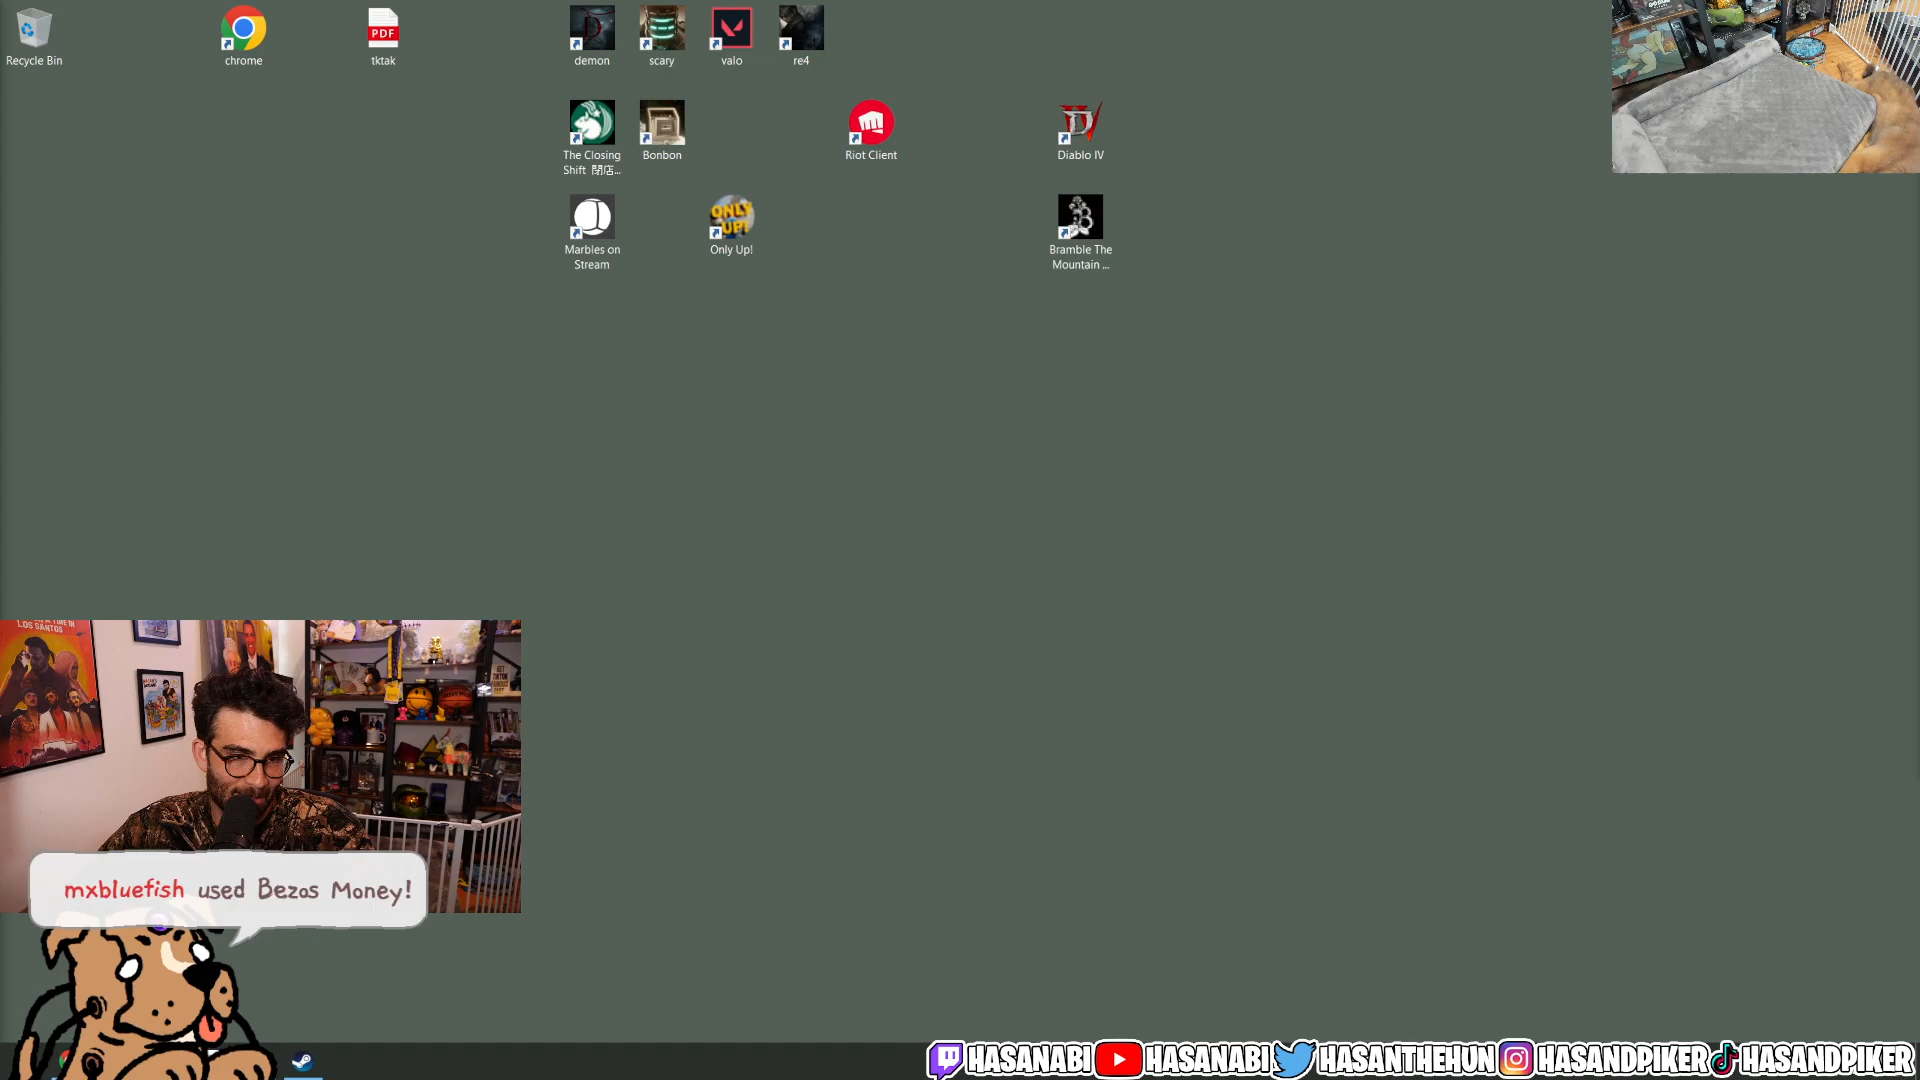 Recycle Bin
chrome
PDF
tktak
demon
scary
valo
re4
The Closing
Shift 閉店...
Bonbon
Riot Client
Diablo IV
Marbles on
Stream
ONLY
UP!
Only Up!
Bramble The
Mountain ...
LOS SANTOS
mxbluefish used Bezos Money!
HASANABI HASANABI HASANTHEHUN HASANDPIKER HASANDPIKER